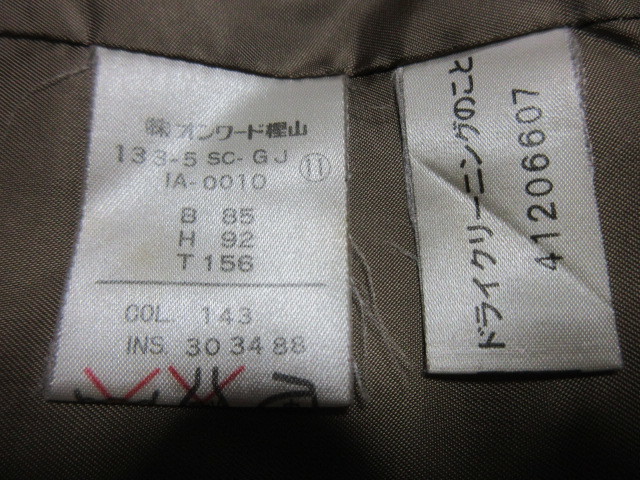 ㈱オンワード樫山
133-5 SC-GJ ⑪
IA-0010
B 85
H 92
T 156
COL. 143
INS. 30 34 88
ドライクリーニングのこと
41206607